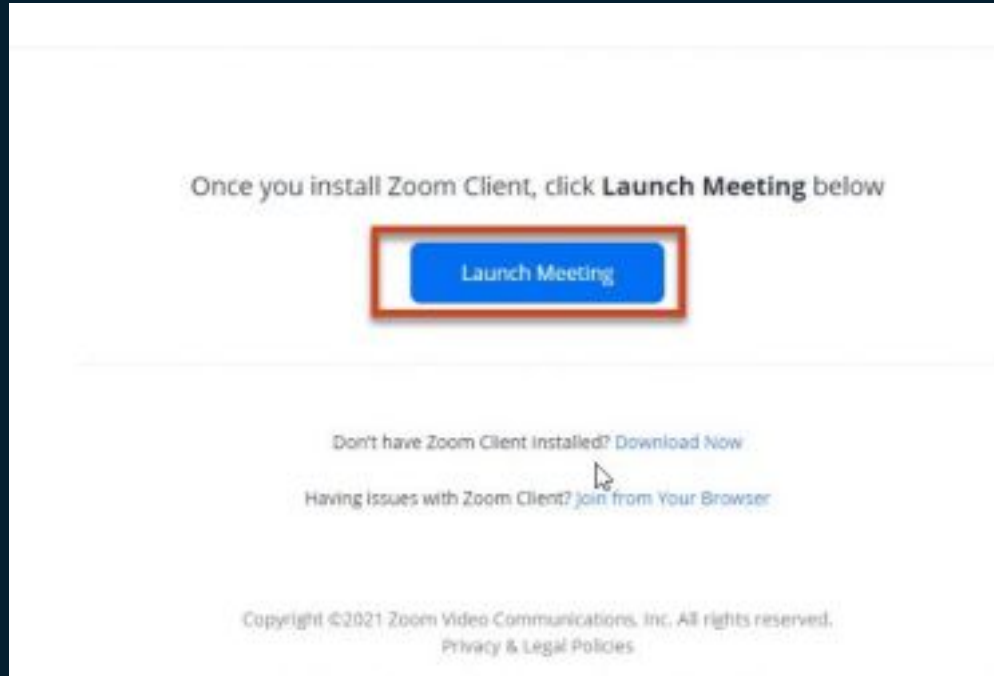 Once you install Zoom Client, click Launch Meeting below
Launch Meeting
Don't have Zoom Client installed? Download Now
Having issues with Zoom Client? Join from Your Browser
Copyright ©2021 Zoom Video Communications, Inc. All rights reserved.
Privacy & Legal Policies